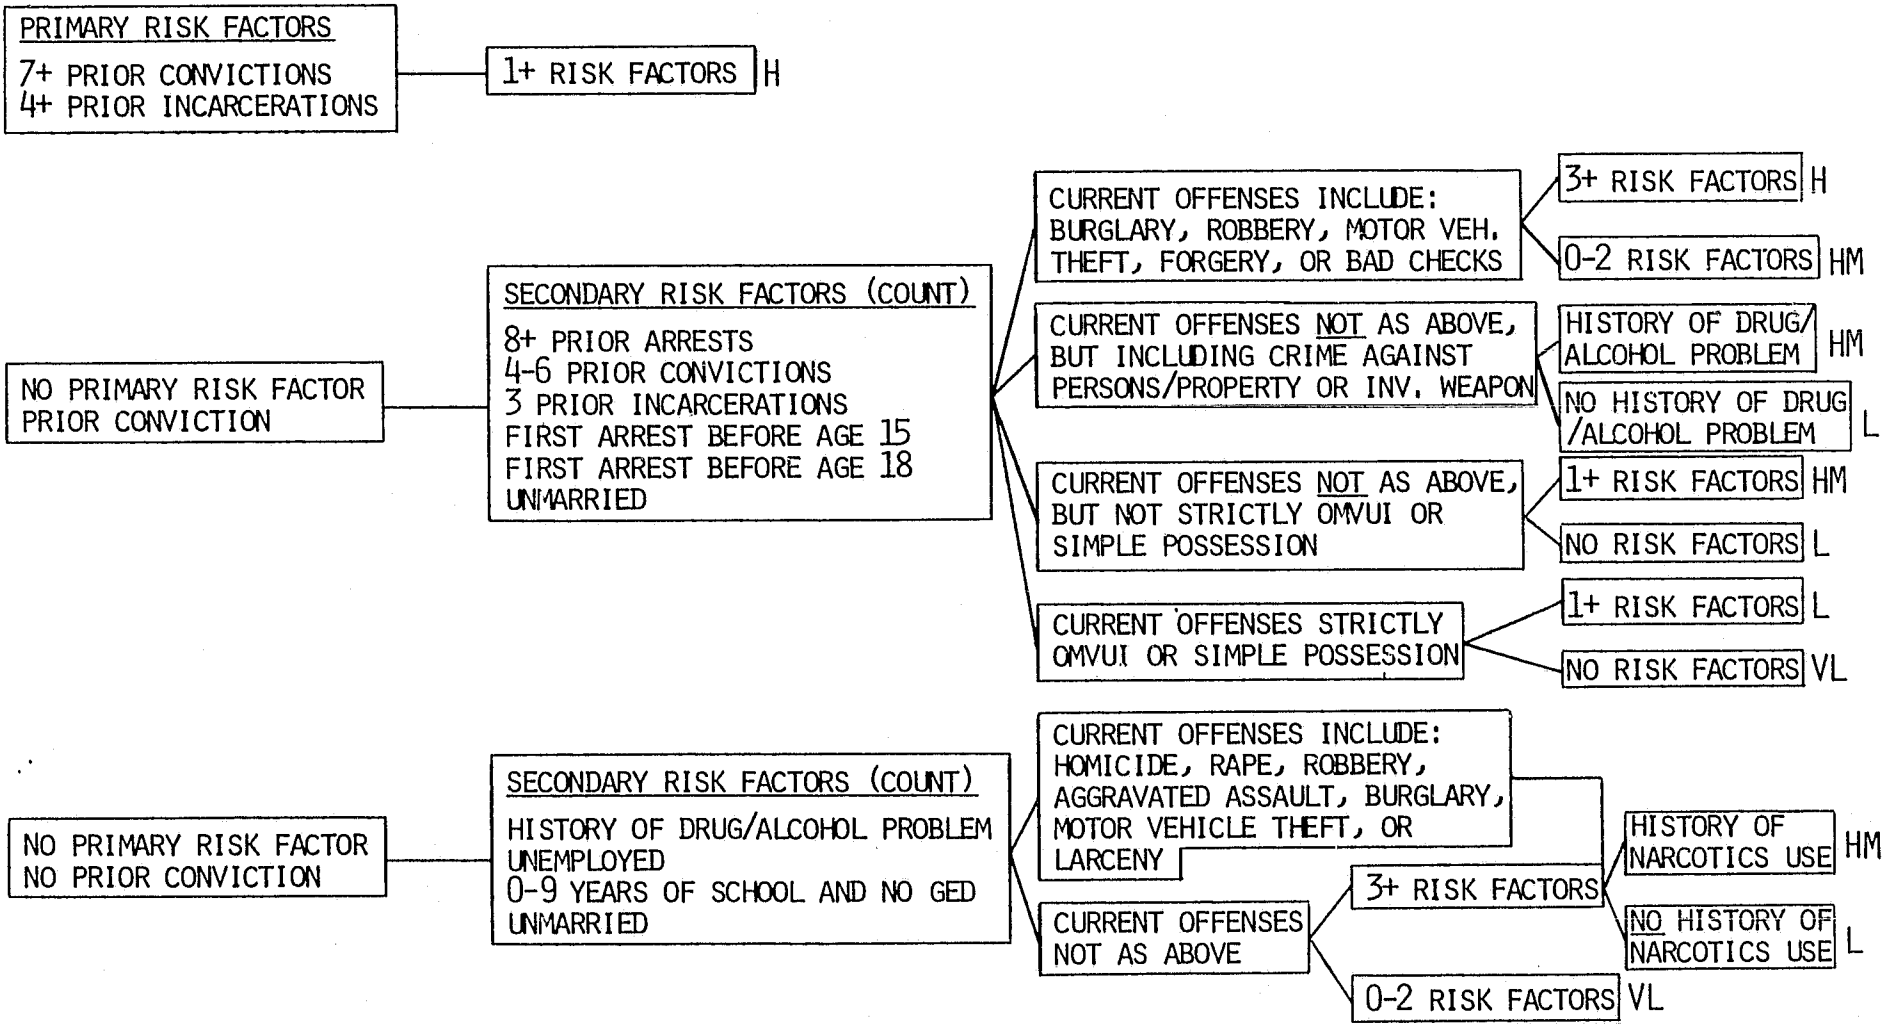 PRIMARY RISK FACTORS
7+ PRIOR CONVICTIONS
4+ PRIOR INCARCERATIONS
1+ RISK FACTORS H
NO PRIMARY RISK FACTOR
PRIOR CONVICTION
SECONDARY RISK FACTORS (COUNT)
8+ PRIOR ARRESTS
4-6 PRIOR CONVICTIONS
3 PRIOR INCARCERATIONS
FIRST ARREST BEFORE AGE 15
FIRST ARREST BEFORE AGE 18
UNMARRIED
CURRENT OFFENSES INCLUDE:
BURGLARY, ROBBERY, MOTOR VEH.
THEFT, FORGERY, OR BAD CHECKS
3+ RISK FACTORS H
0-2 RISK FACTORS HM
CURRENT OFFENSES NOT AS ABOVE,
BUT INCLUDING CRIME AGAINST
PERSONS/PROPERTY OR INV. WEAPON
HISTORY OF DRUG/
ALCOHOL PROBLEM HM
NO HISTORY OF DRUG
/ALCOHOL PROBLEM L
CURRENT OFFENSES NOT AS ABOVE,
BUT NOT STRICTLY OMVUI OR
SIMPLE POSSESSION
1+ RISK FACTORS HM
NO RISK FACTORS L
CURRENT OFFENSES STRICTLY
OMVUI OR SIMPLE POSSESSION
1+ RISK FACTORS L
NO RISK FACTORS VL
NO PRIMARY RISK FACTOR
NO PRIOR CONVICTION
SECONDARY RISK FACTORS (COUNT)
HISTORY OF DRUG/ALCOHOL PROBLEM
UNEMPLOYED
0-9 YEARS OF SCHOOL AND NO GED
UNMARRIED
CURRENT OFFENSES INCLUDE:
HOMICIDE, RAPE, ROBBERY,
AGGRAVATED ASSAULT, BURGLARY,
MOTOR VEHICLE THEFT, OR
LARCENY
CURRENT OFFENSES
NOT AS ABOVE
3+ RISK FACTORS
0-2 RISK FACTORS VL
HISTORY OF
NARCOTICS USE HM
NO HISTORY OF
NARCOTICS USE L